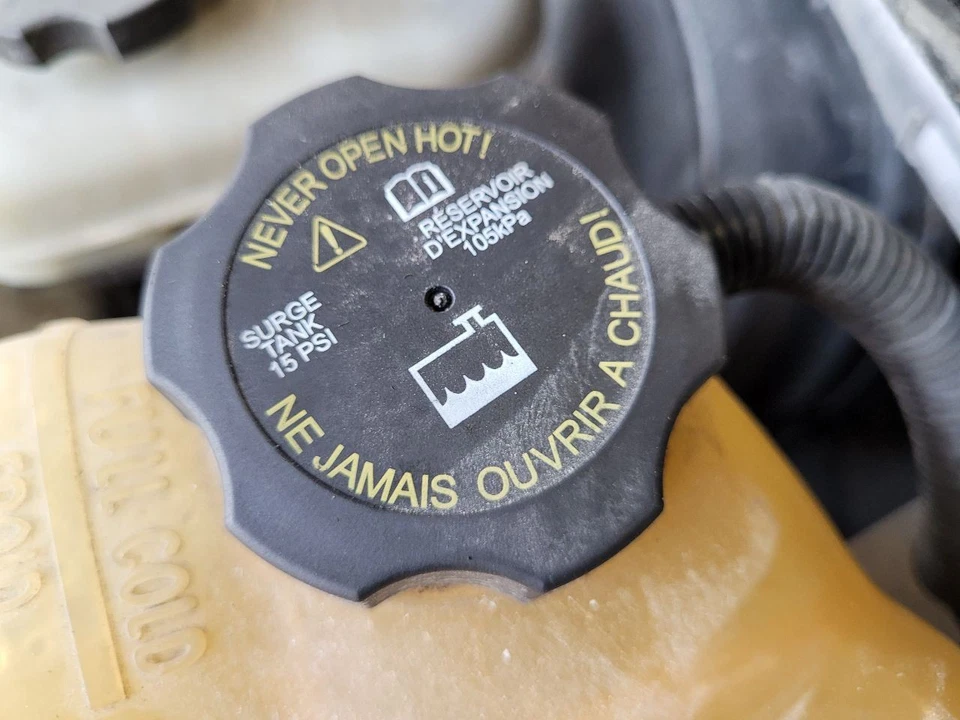 NEVER OPEN HOT!
RÉSERVOIR
D'EXPANSION
105kPa
SURGE
TANK
15 PSI
NE JAMAIS OUVRIR A CHAUD!
FULL COLD